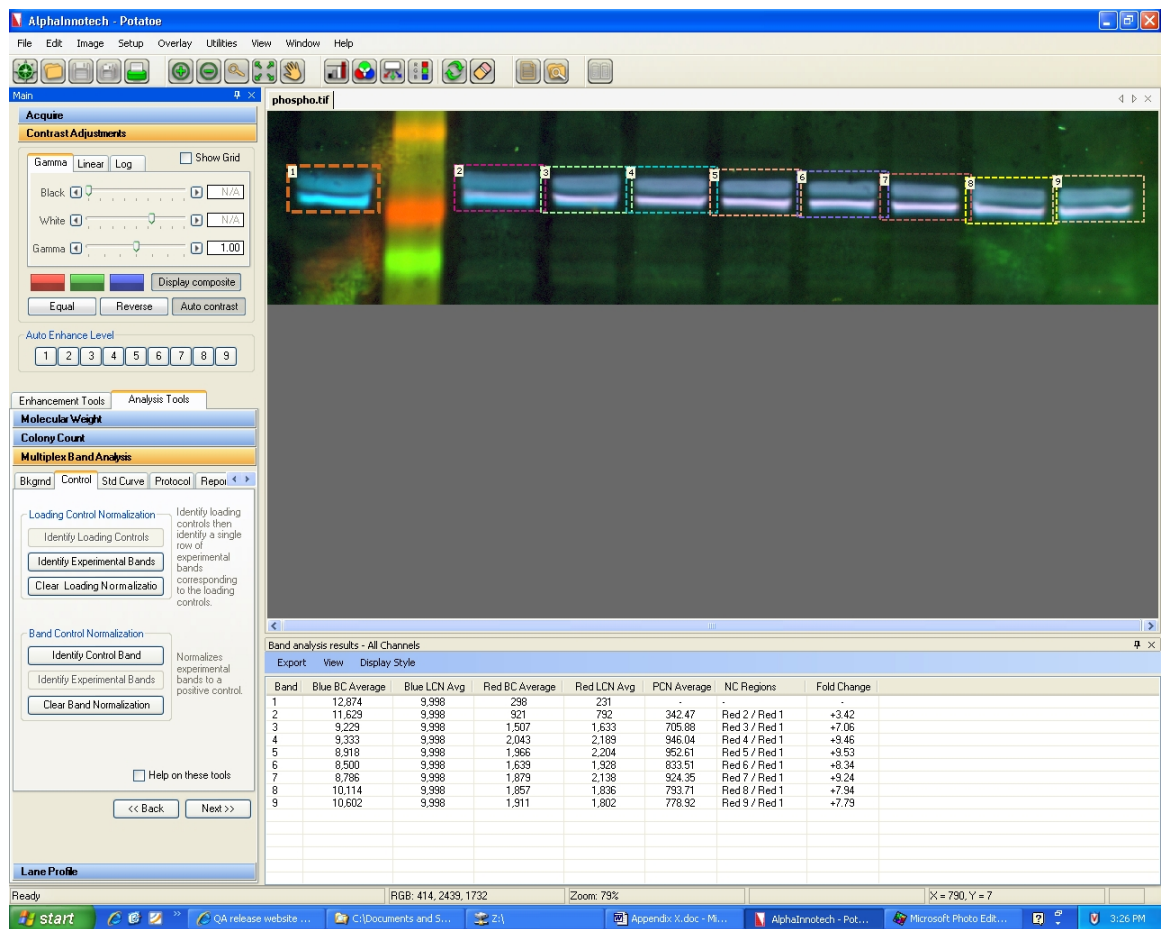 AlphaInnotech - Potatoe
File Edit Image Setup Overlay Utilities View Window Help
Main
phospho.tif
Acquire
Contrast Adjustments
Gamma Linear Log Show Grid
Black N/A
White N/A
Gamma 1.00
Display composite
Equal Reverse Auto contrast
Auto Enhance Level
1 2 3 4 5 6 7 8 9
1 2 3 4 5 6 7 8 9
Enhancement Tools Analysis Tools
Molecular Weight
Colony Count
Multiplex Band Analysis
Bkgrnd Control Std Curve Protocol Repor
Loading Control Normalization
Identify Loading Controls
Identify Experimental Bands
Clear Loading Normalizatio
Identify loading
controls then
identify a single
row of
experimental
bands
corresponding
to the loading
controls.
Band Control Normalization
Identify Control Band
Identify Experimental Bands
Clear Band Normalization
Normalizes
experimental
bands to a
positive control.
Help on these tools
<< Back Next >>
Lane Profile
Band analysis results - All Channels
Export View Display Style
Band Blue BC Average Blue LCN Avg Red BC Average Red LCN Avg PCN Average NC Regions Fold Change
1 12,874 9,998 298 231 - - -
2 11,629 9,998 921 792 342.47 Red 2 / Red 1 +3.42
3 9,229 9,998 1,507 1,633 705.88 Red 3 / Red 1 +7.06
4 9,333 9,998 2,043 2,189 946.04 Red 4 / Red 1 +9.46
5 8,918 9,998 1,966 2,204 952.61 Red 5 / Red 1 +9.53
6 8,500 9,998 1,639 1,928 833.51 Red 6 / Red 1 +8.34
7 8,786 9,998 1,879 2,138 924.35 Red 7 / Red 1 +9.24
8 10,114 9,998 1,857 1,836 793.71 Red 8 / Red 1 +7.94
9 10,602 9,998 1,911 1,802 778.92 Red 9 / Red 1 +7.79
Ready RGB: 414, 2439, 1732 Zoom: 79% X = 790, Y = 7
start QA release website ... C:\Documents and S... Z:\ Appendix X.doc - Mi... AlphaInnotech - Pot... Microsoft Photo Edit... 3:26 PM